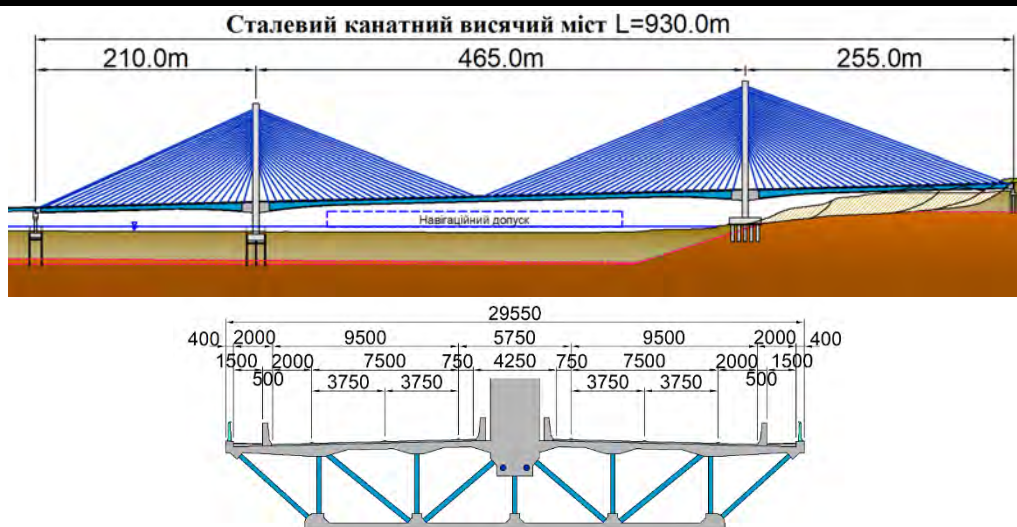 Сталевий канатний висячий міст L=930.0m
210.0m 465.0m 255.0m
Навігаційний допуск
29550
400 2000 9500 5750 9500 2000 400
1500 2000 7500 750 4250 750 7500 2000 1500
500 3750 3750 3750 3750 500